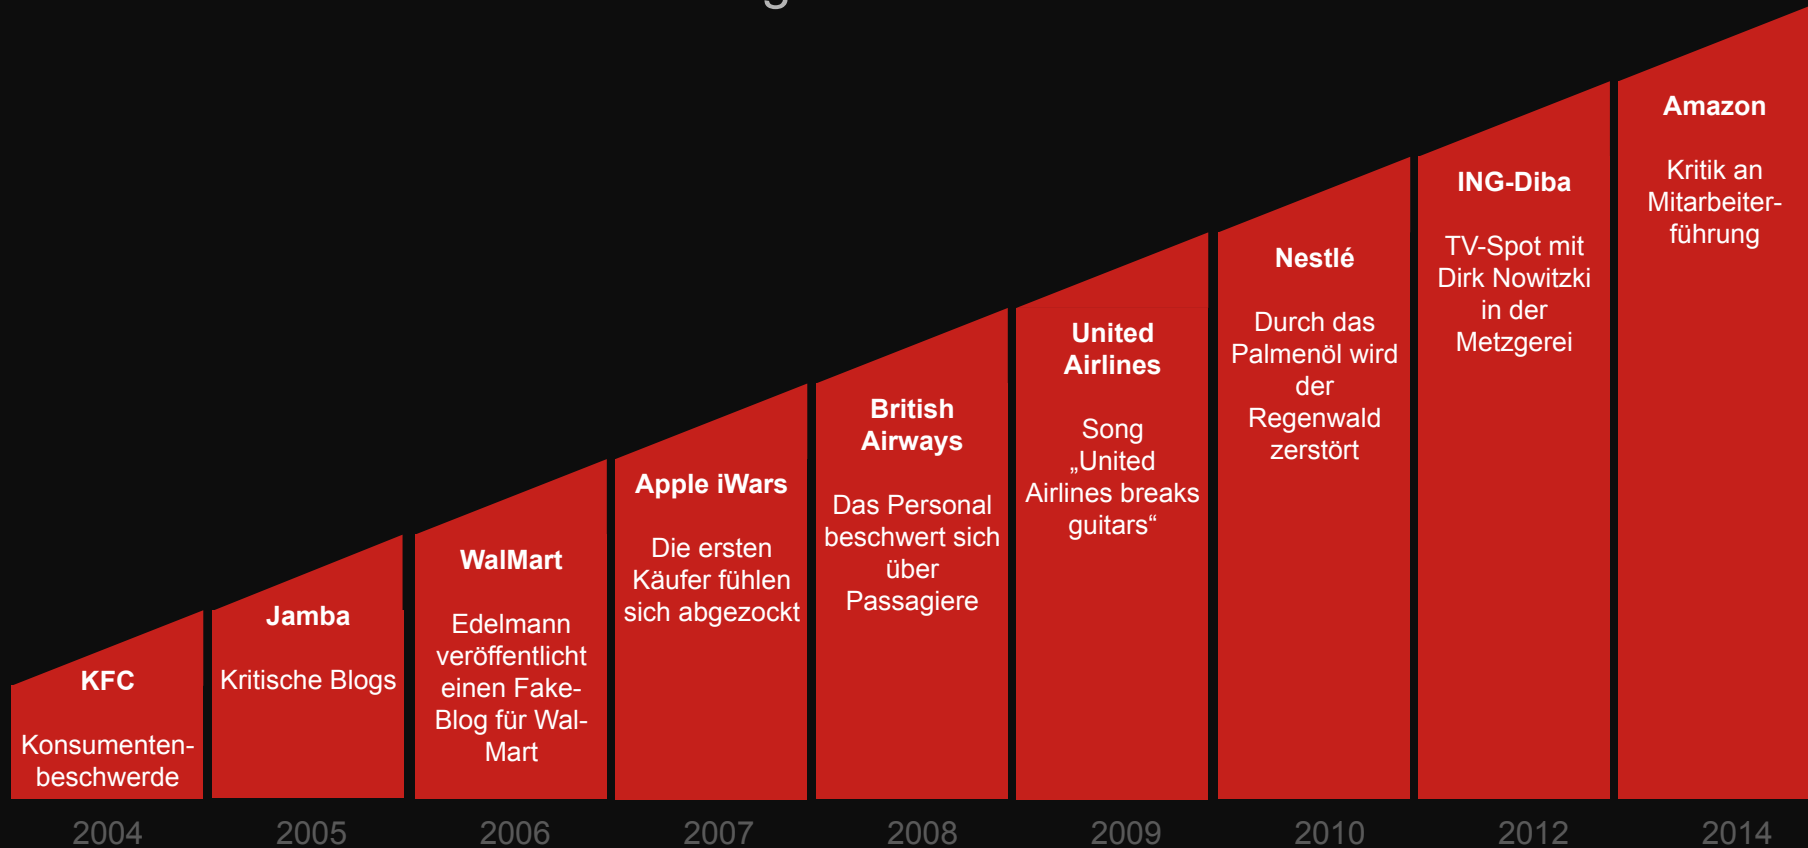 KFC
Konsumenten-
beschwerde
Jamba
Kritische Blogs
WalMart
Edelmann
veröffentlicht
einen Fake-
Blog für Wal-
Mart
Apple iWars
Die ersten
Käufer fühlen
sich abgezockt
British
Airways
Das Personal
beschwert sich
über
Passagiere
United
Airlines
Song
„United
Airlines breaks
guitars“
Nestlé
Durch das
Palmenöl wird
der
Regenwald
zerstört
ING-Diba
TV-Spot mit
Dirk Nowitzki
in der
Metzgerei
Amazon
Kritik an
Mitarbeiter-
führung
2004 2005 2006 2007 2008 2009 2010 2012 2014